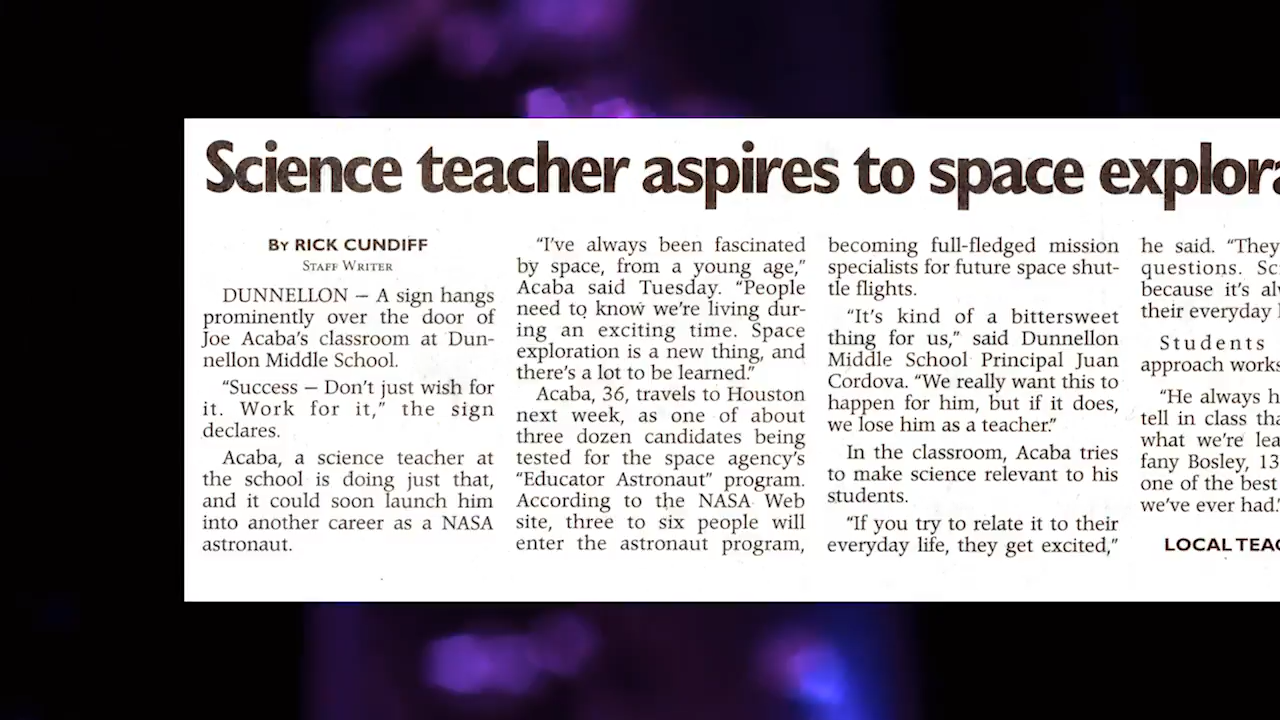 Science teacher aspires to space explora
By RICK CUNDIFF
STAFF WRITER
DUNNELLON — A sign hangs
prominently over the door of
Joe Acaba's classroom at Dun-
nellon Middle School.
“Success — Don't just wish for
it. Work for it,” the sign
declares.
Acaba, a science teacher at
the school is doing just that,
and it could soon launch him
into another career as a NASA
astronaut.
“I've always been fascinated
by space, from a young age,”
Acaba said Tuesday. “People
need to know we're living dur-
ing an exciting time. Space
exploration is a new thing, and
there's a lot to be learned.”
Acaba, 36, travels to Houston
next week, as one of about
three dozen candidates being
tested for the space agency's
“Educator Astronaut” program.
According to the NASA Web
site, three to six people will
enter the astronaut program,
becoming full-fledged mission
specialists for future space shut-
tle flights.
“It's kind of a bittersweet
thing for us,” said Dunnellon
Middle School Principal Juan
Cordova. “We really want this to
happen for him, but if it does,
we lose him as a teacher.”
In the classroom, Acaba tries
to make science relevant to his
students.
“If you try to relate it to their
everyday life, they get excited,”
he said. “They
questions. Sc
because it's al
their everyday
Students
approach works
“He always h
tell in class tha
what we're lea
fany Bosley, 13
one of the best
we've ever had.
LOCAL TEAC